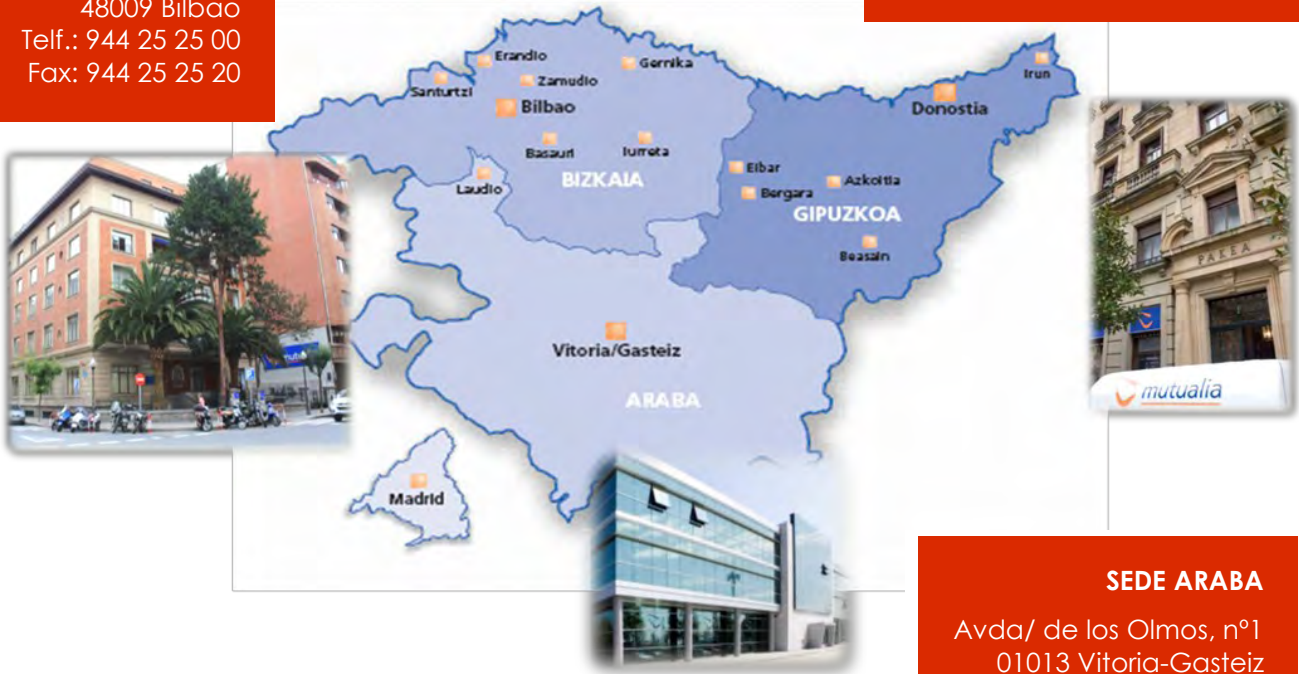 48009 Bilbao
Telf.: 944 25 25 00
Fax: 944 25 25 20
Erandio
Gernika
Irun
Santurtzi
Zamudio
Bilbao
Donostia
Basauri
Iurreta
Eibar
Laudio
BIZKAIA
Azkoitia
Bergara
GIPUZKOA
Beasain
PAKEA
Vitoria/Gasteiz
mutualia
ARABA
Madrid
SEDE ARABA
Avda/ de los Olmos, nº1
01013 Vitoria-Gasteiz